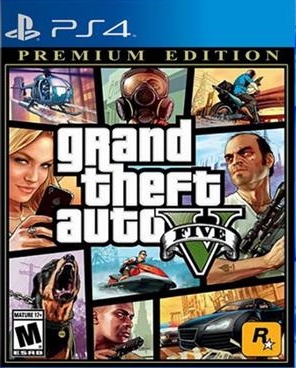 PS4
PREMIUM EDITION
grand
theft
auto
V
FIVE
MATURE 17+
M
ESRB
R